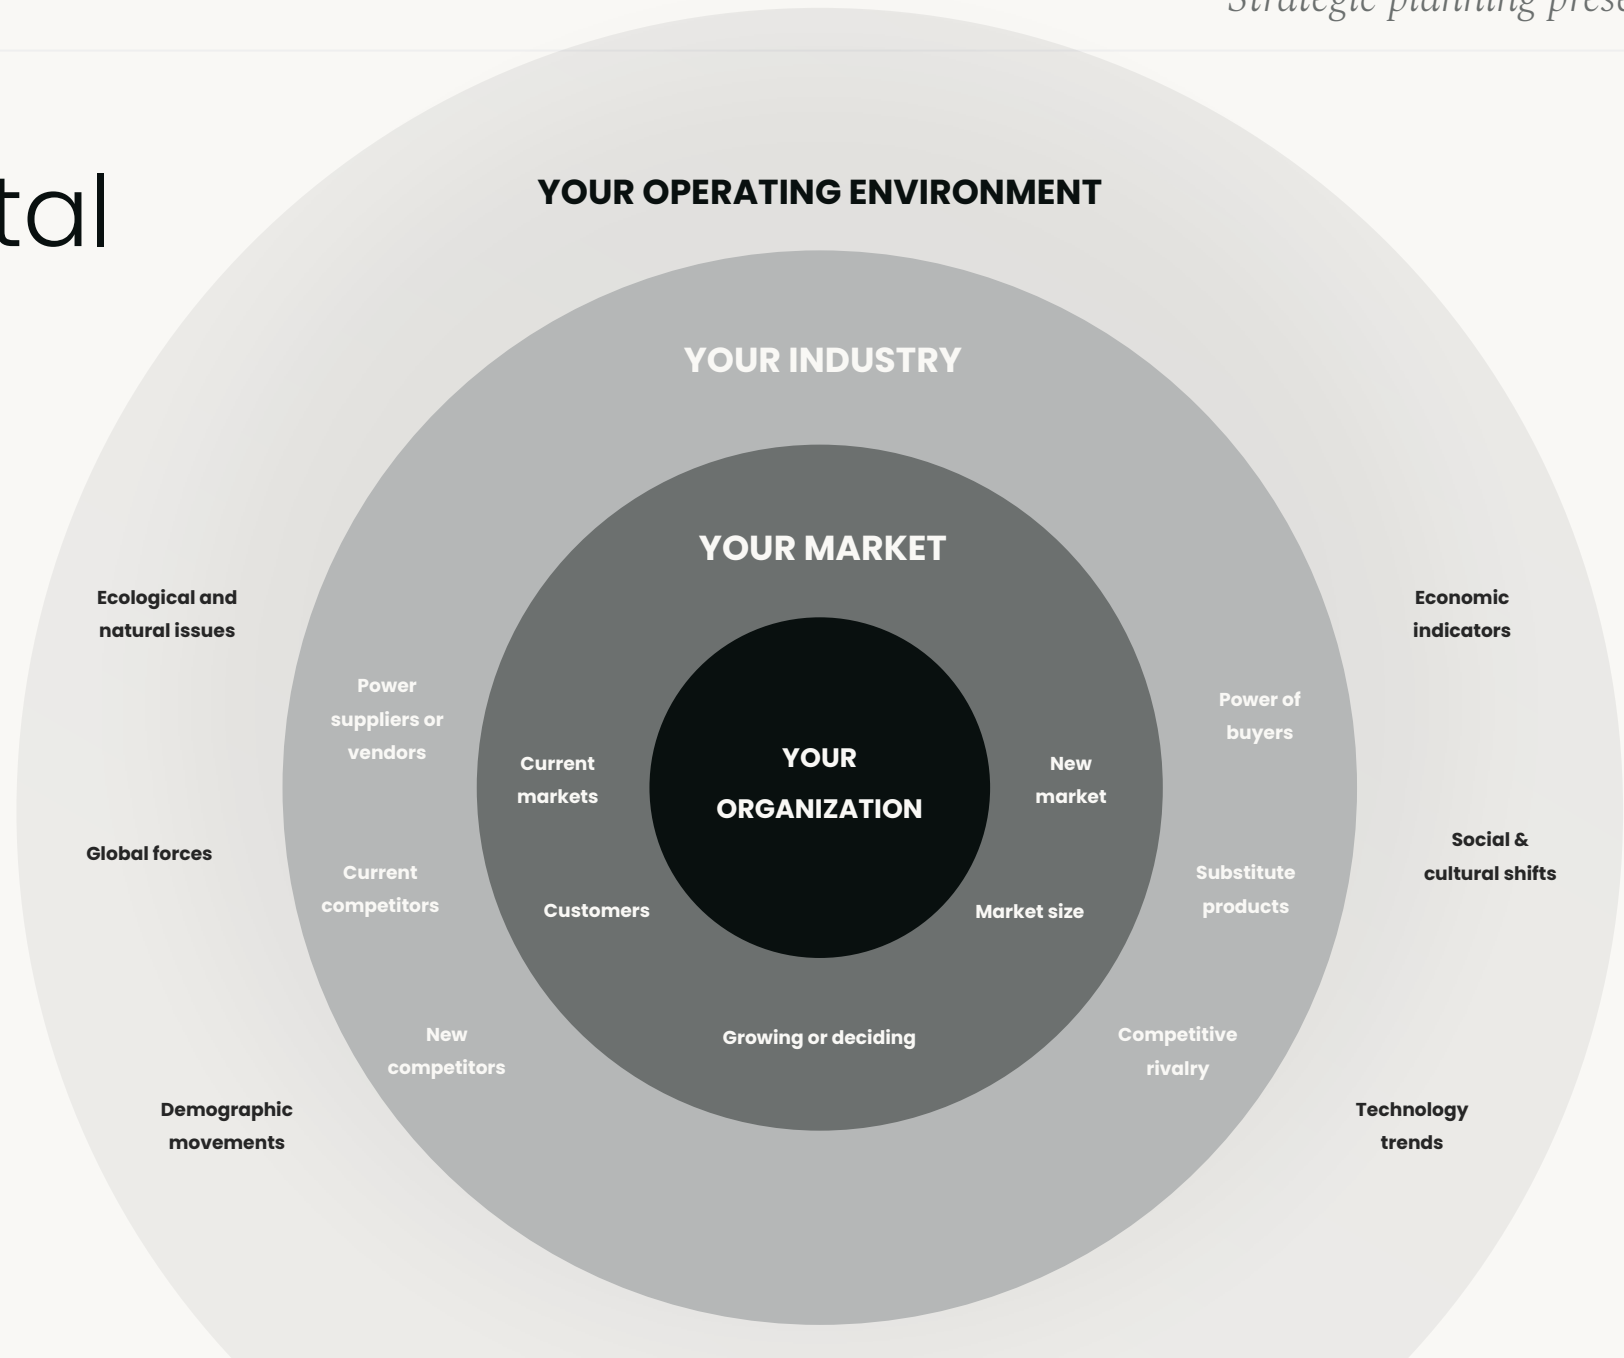 Strategic planning
tal
YOUR OPERATING ENVIRONMENT
YOUR INDUSTRY
YOUR MARKET
YOUR
ORGANIZATION
Ecological and
natural issues
Global forces
Demographic
movements
Power
suppliers or
vendors
Current
competitors
New
competitors
Current
markets
Customers
Growing or deciding
New
market
Market size
Power of
buyers
Substitute
products
Competitive
rivalry
Economic
indicators
Social &
cultural shifts
Technology
trends